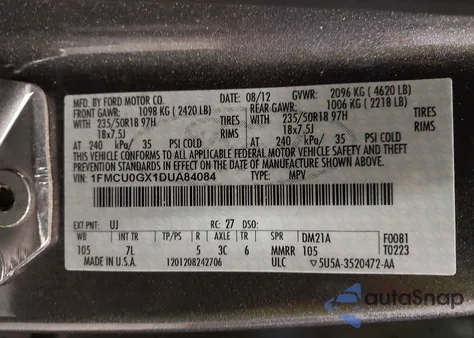 MFD. BY FORD MOTOR CO.
DATE: 08/12 GVWR: 2096 KG ( 4620 LB)
FRONT GAWR: 1098 KG ( 2420 LB) REAR GAWR: 1006 KG ( 2218 LB)
WITH 235/50R18 97H TIRES WITH 235/50R18 97H TIRES
18x7.5J RIMS 18x7.5J RIMS
AT 240 kPa/ 35 PSI COLD AT 240 kPa/ 35 PSI COLD
THIS VEHICLE CONFORMS TO ALL APPLICABLE FEDERAL MOTOR VEHICLE SAFETY AND BUMPER
STANDARDS AND THEFT PREVENTION STANDARDS IN EFFECT ON THE DATE OF MANUFACTURE SHOWN ABOVE.
VIN: 1FMCU0GX1DUA84084 TYPE: MPV
EXT PNT: UJ RC: 27 DSO:
WB INT TR TP/PS R AXLE TR SPR DM21A F0081
105 7L 5 3C 6 MMRR 105 T0223
MADE IN U.S.A. 1201208242706 ULC 5U5A-3520472-AA
autoSnap